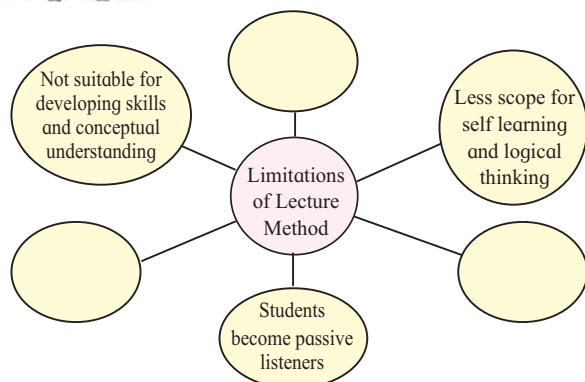 Not suitable for
developing skills
and conceptual
understanding
Less scope for
self learning
and logical
thinking
Limitations
of Lecture
Method
Students
become passive
listeners